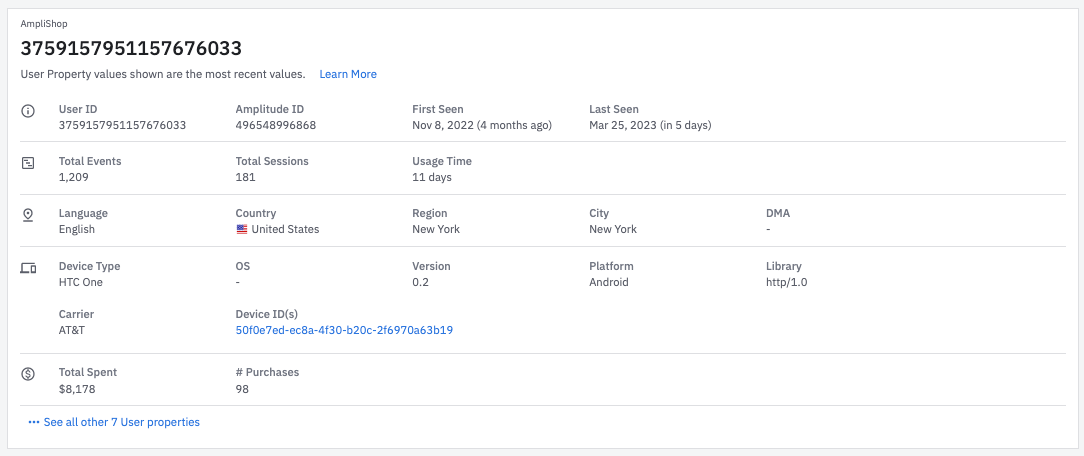 AmpliShop
3759157951157676033
User Property values shown are the most recent values. Learn More
User ID Amplitude ID First Seen Last Seen
3759157951157676033 496548996868 Nov 8, 2022 (4 months ago) Mar 25, 2023 (in 5 days)
Total Events Total Sessions Usage Time
1,209 181 11 days
Language Country Region City DMA
English United States New York New York -
Device Type OS Version Platform Library
HTC One - 0.2 Android http/1.0
Carrier Device ID(s)
AT&T 50f0e7ed-ec8a-4f30-b20c-2f6970a63b19
Total Spent # Purchases
$8,178 98
••• See all other 7 User properties